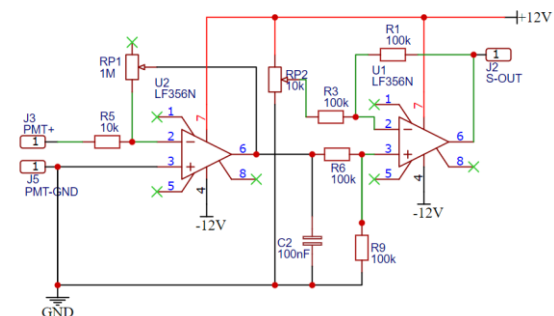 +12V
RP1
1M
U2
LF356N
J3
PMT+
1
R5
10k
1
2
3
5
7
6
8
4
-12V
J5
PMT-GND
1
GND
RP2
10k
R3
100k
R1
100k
U1
LF356N
1
2
3
5
7
6
8
4
-12V
J2
S-OUT
1
R6
100k
C2
100nF
R9
100k